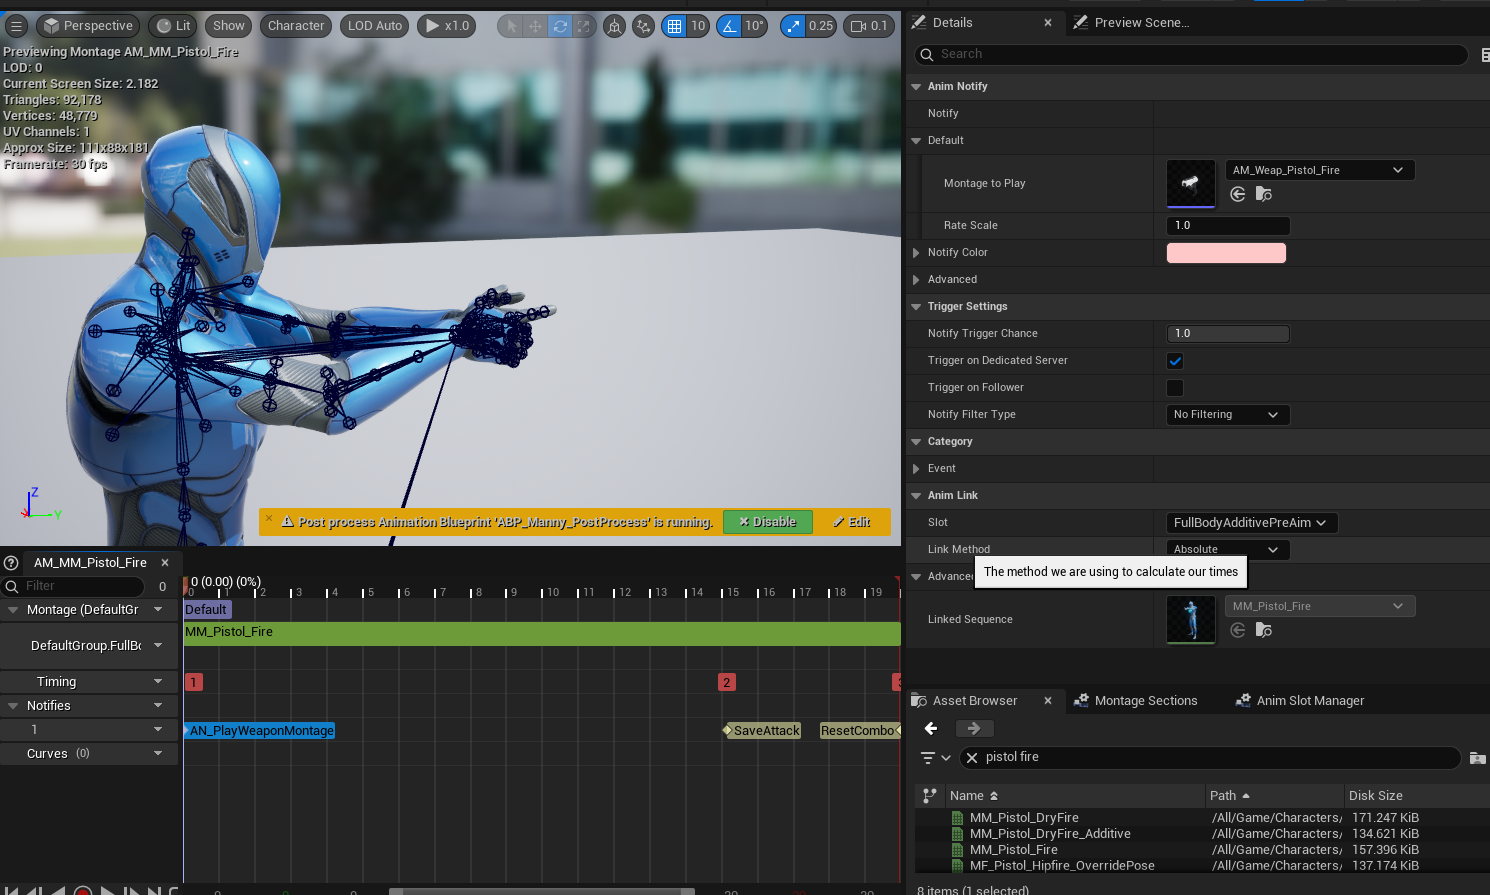 Perspective
Lit
Show
Character
LOD Auto
x1.0
10
10°
0.25
0.1
Previewing Montage AM_MM_Pistol_Fire
LOD: 0
Current Screen Size: 2.182
Triangles: 92,178
Vertices: 48,779
UV Channels: 1
Approx Size: 111x88x181
Framerate: 30 fps
Z
Y
Post process Animation Blueprint 'ABP_Manny_PostProcess' is running.
Disable
Edit
AM_MM_Pistol_Fire
Filter
0
0 (0.00) (0%)
0 1 2 3 4 5 6 7 8 9 10 11 12 13 14 15 16 17 18 19
Montage (DefaultGr
Default
MM_Pistol_Fire
DefaultGroup.FullBo
Timing
1
2
Notifies
1
AN_PlayWeaponMontage
SaveAttack
ResetCombo
Curves (0)
Details
Preview Scene...
Search
Anim Notify
Notify
Default
Montage to Play
AM_Weap_Pistol_Fire
Rate Scale
1.0
Notify Color
Advanced
Trigger Settings
Notify Trigger Chance
1.0
Trigger on Dedicated Server
Trigger on Follower
Notify Filter Type
No Filtering
Category
Event
Anim Link
Slot
FullBodyAdditivePreAim
Link Method
Absolute
The method we are using to calculate our times
Linked Sequence
MM_Pistol_Fire
Asset Browser
Montage Sections
Anim Slot Manager
pistol fire
Name
Path
Disk Size
MM_Pistol_DryFire
/All/Game/Characters/
171.247 KiB
MM_Pistol_DryFire_Additive
/All/Game/Characters/
134.621 KiB
MM_Pistol_Fire
/All/Game/Characters/
157.396 KiB
MF_Pistol_Hipfire_OverridePose
/All/Game/Characters/
137.174 KiB
8 items (1 selected)